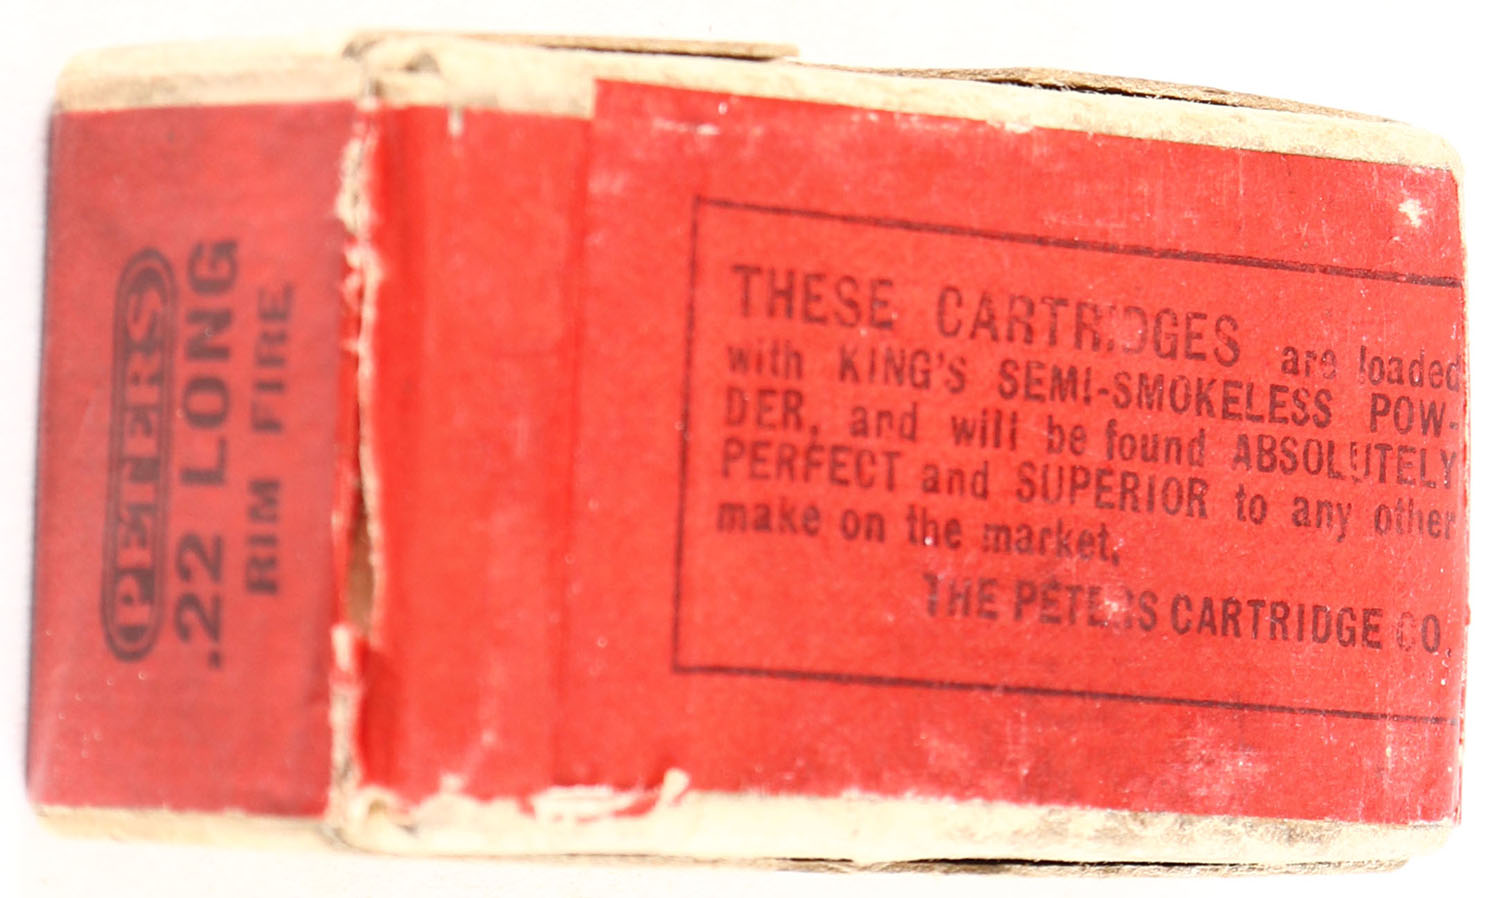 PETERS
.22 LONG
RIM FIRE
THESE CARTRIDGES are loaded
with KING'S SEMI-SMOKELESS POW-
DER, and will be found ABSOLUTELY
PERFECT and SUPERIOR to any other
make on the market.
THE PETERS CARTRIDGE CO.